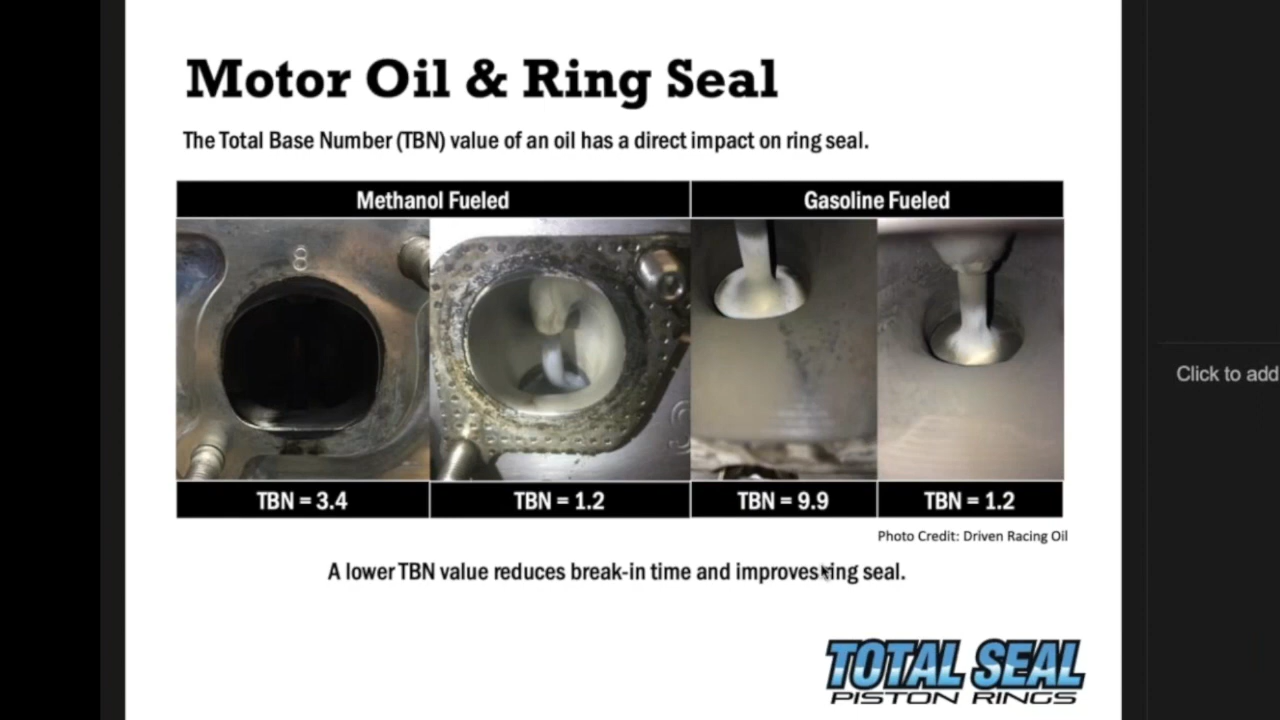 Motor Oil & Ring Seal
The Total Base Number (TBN) value of an oil has a direct impact on ring seal.
Methanol Fueled
Gasoline Fueled
8
TBN = 3.4
TBN = 1.2
TBN = 9.9
TBN = 1.2
Photo Credit: Driven Racing Oil
A lower TBN value reduces break-in time and improves ring seal.
Click to add
TOTAL SEAL
PISTON RINGS